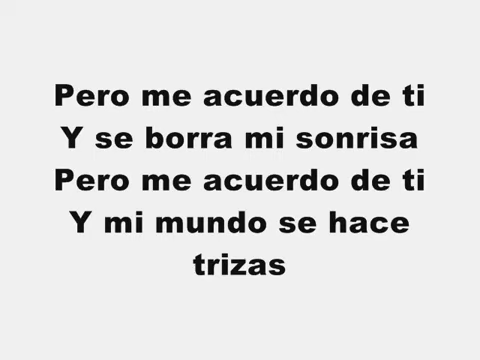 Pero me acuerdo de ti
Y se borra mi sonrisa
Pero me acuerdo de ti
Y mi mundo se hace
trizas